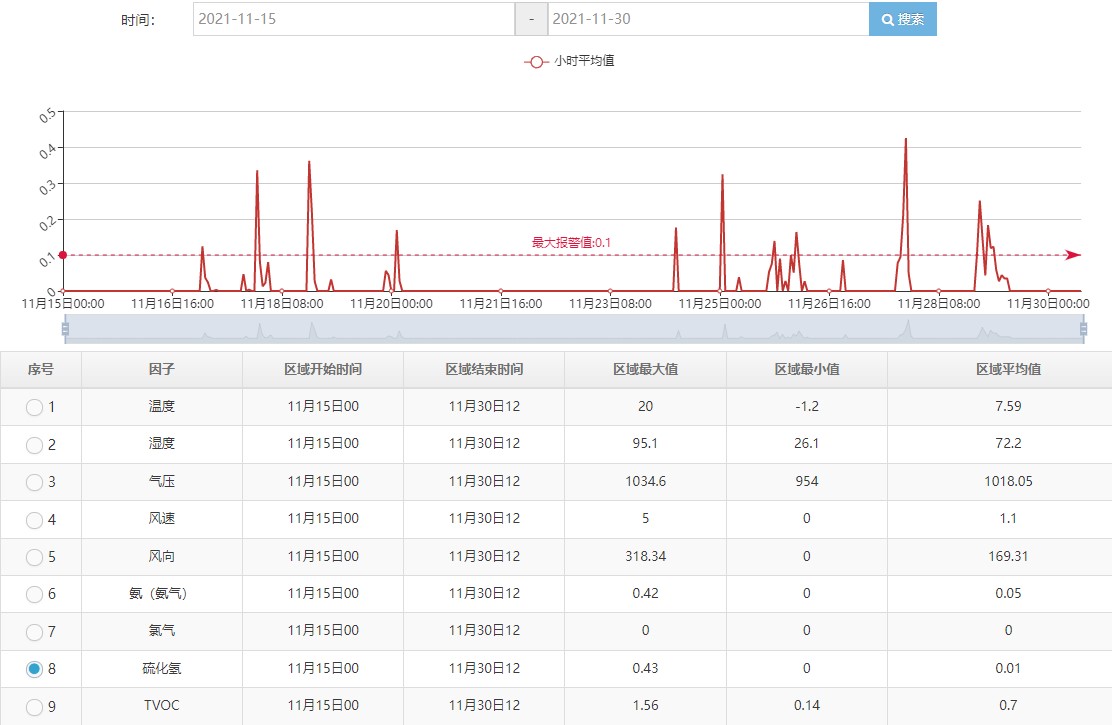 时间: 2021-11-15 - 2021-11-30 搜索
小时平均值
0.5
0.4
0.3
0.2
最大报警值:0.1
0.1
0
11月15日00:00 11月16日16:00 11月18日08:00 11月20日00:00 11月21日16:00 11月23日08:00 11月25日00:00 11月26日16:00 11月28日08:00 11月30日00:00
序号 因子 区域开始时间 区域结束时间 区域最大值 区域最小值 区域平均值
1 温度 11月15日00 11月30日12 20 -1.2 7.59
2 湿度 11月15日00 11月30日12 95.1 26.1 72.2
3 气压 11月15日00 11月30日12 1034.6 954 1018.05
4 风速 11月15日00 11月30日12 5 0 1.1
5 风向 11月15日00 11月30日12 318.34 0 169.31
6 氨（氨气） 11月15日00 11月30日12 0.42 0 0.05
7 氯气 11月15日00 11月30日12 0 0 0
8 硫化氢 11月15日00 11月30日12 0.43 0 0.01
9 TVOC 11月15日00 11月30日12 1.56 0.14 0.7